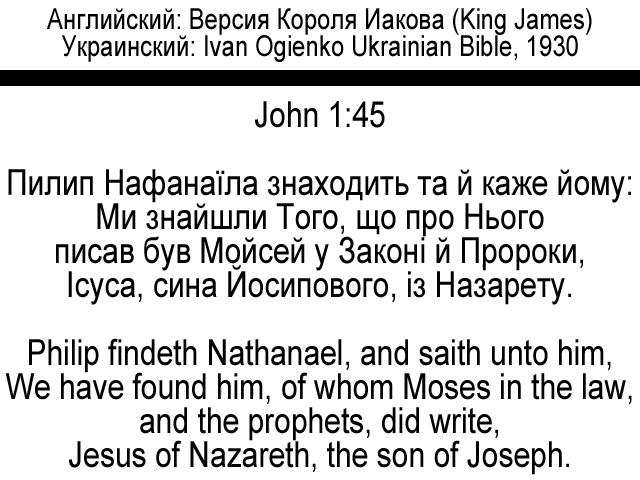 Английский: Версия Короля Иакова (King James)
Украинский: Ivan Ogienko Ukrainian Bible, 1930
John 1:45
Пилип Нафанаїла знаходить та й каже йому:
Ми знайшли Того, що про Нього
писав був Мойсей у Законі й Пророки,
Ісуса, сина Йосипового, із Назарету.
Philip findeth Nathanael, and saith unto him,
We have found him, of whom Moses in the law,
and the prophets, did write,
Jesus of Nazareth, the son of Joseph.